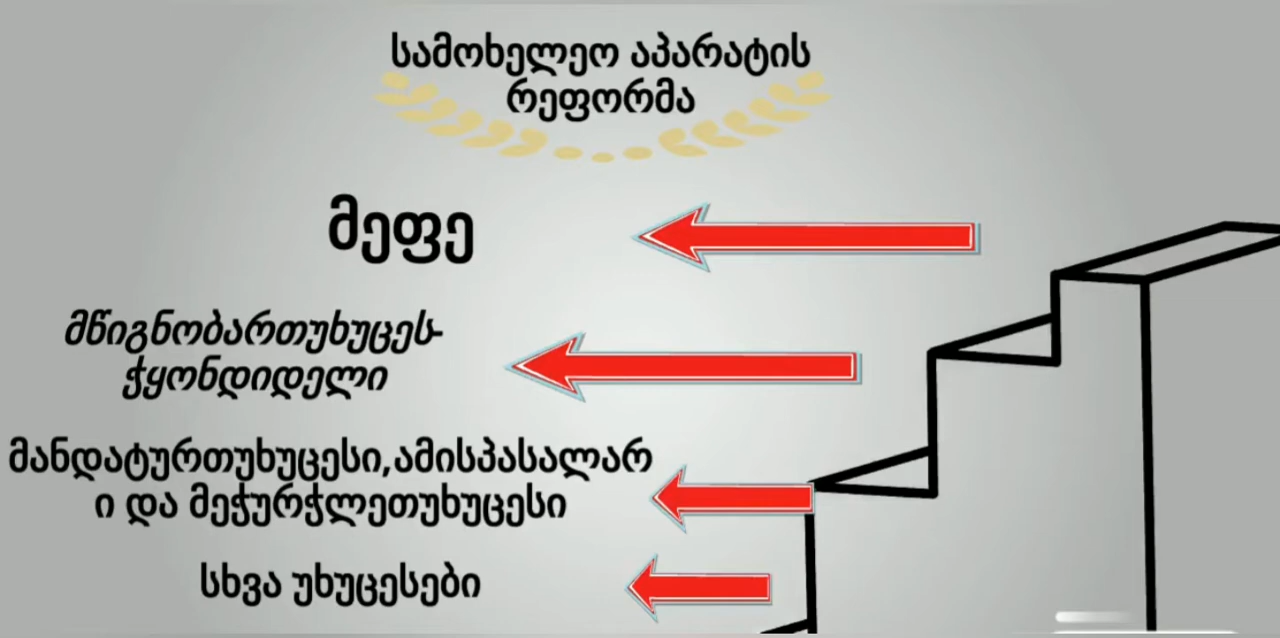 სამოხელეო აპარატის
რეფორმა
მეფე
მწიგნობართუხუცეს-
ჭყონდიდელი
მანდატურთუხუცესი,ამისპასალარ
ი და მეჭურჭლეთუხუცესი
სხვა უხუცესები